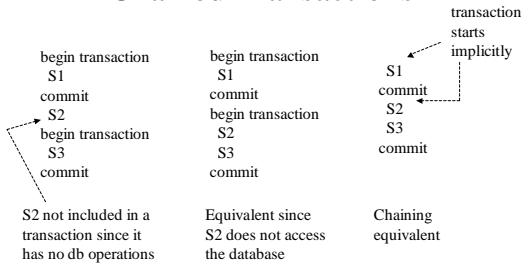 transaction
starts
implicitly
begin transaction
S1
commit
S2
begin transaction
S3
commit
begin transaction
S1
commit
begin transaction
S2
S3
commit
S1
commit
S2
S3
commit
S2 not included in a
transaction since it
has no db operations
Equivalent since
S2 does not access
the database
Chaining
equivalent